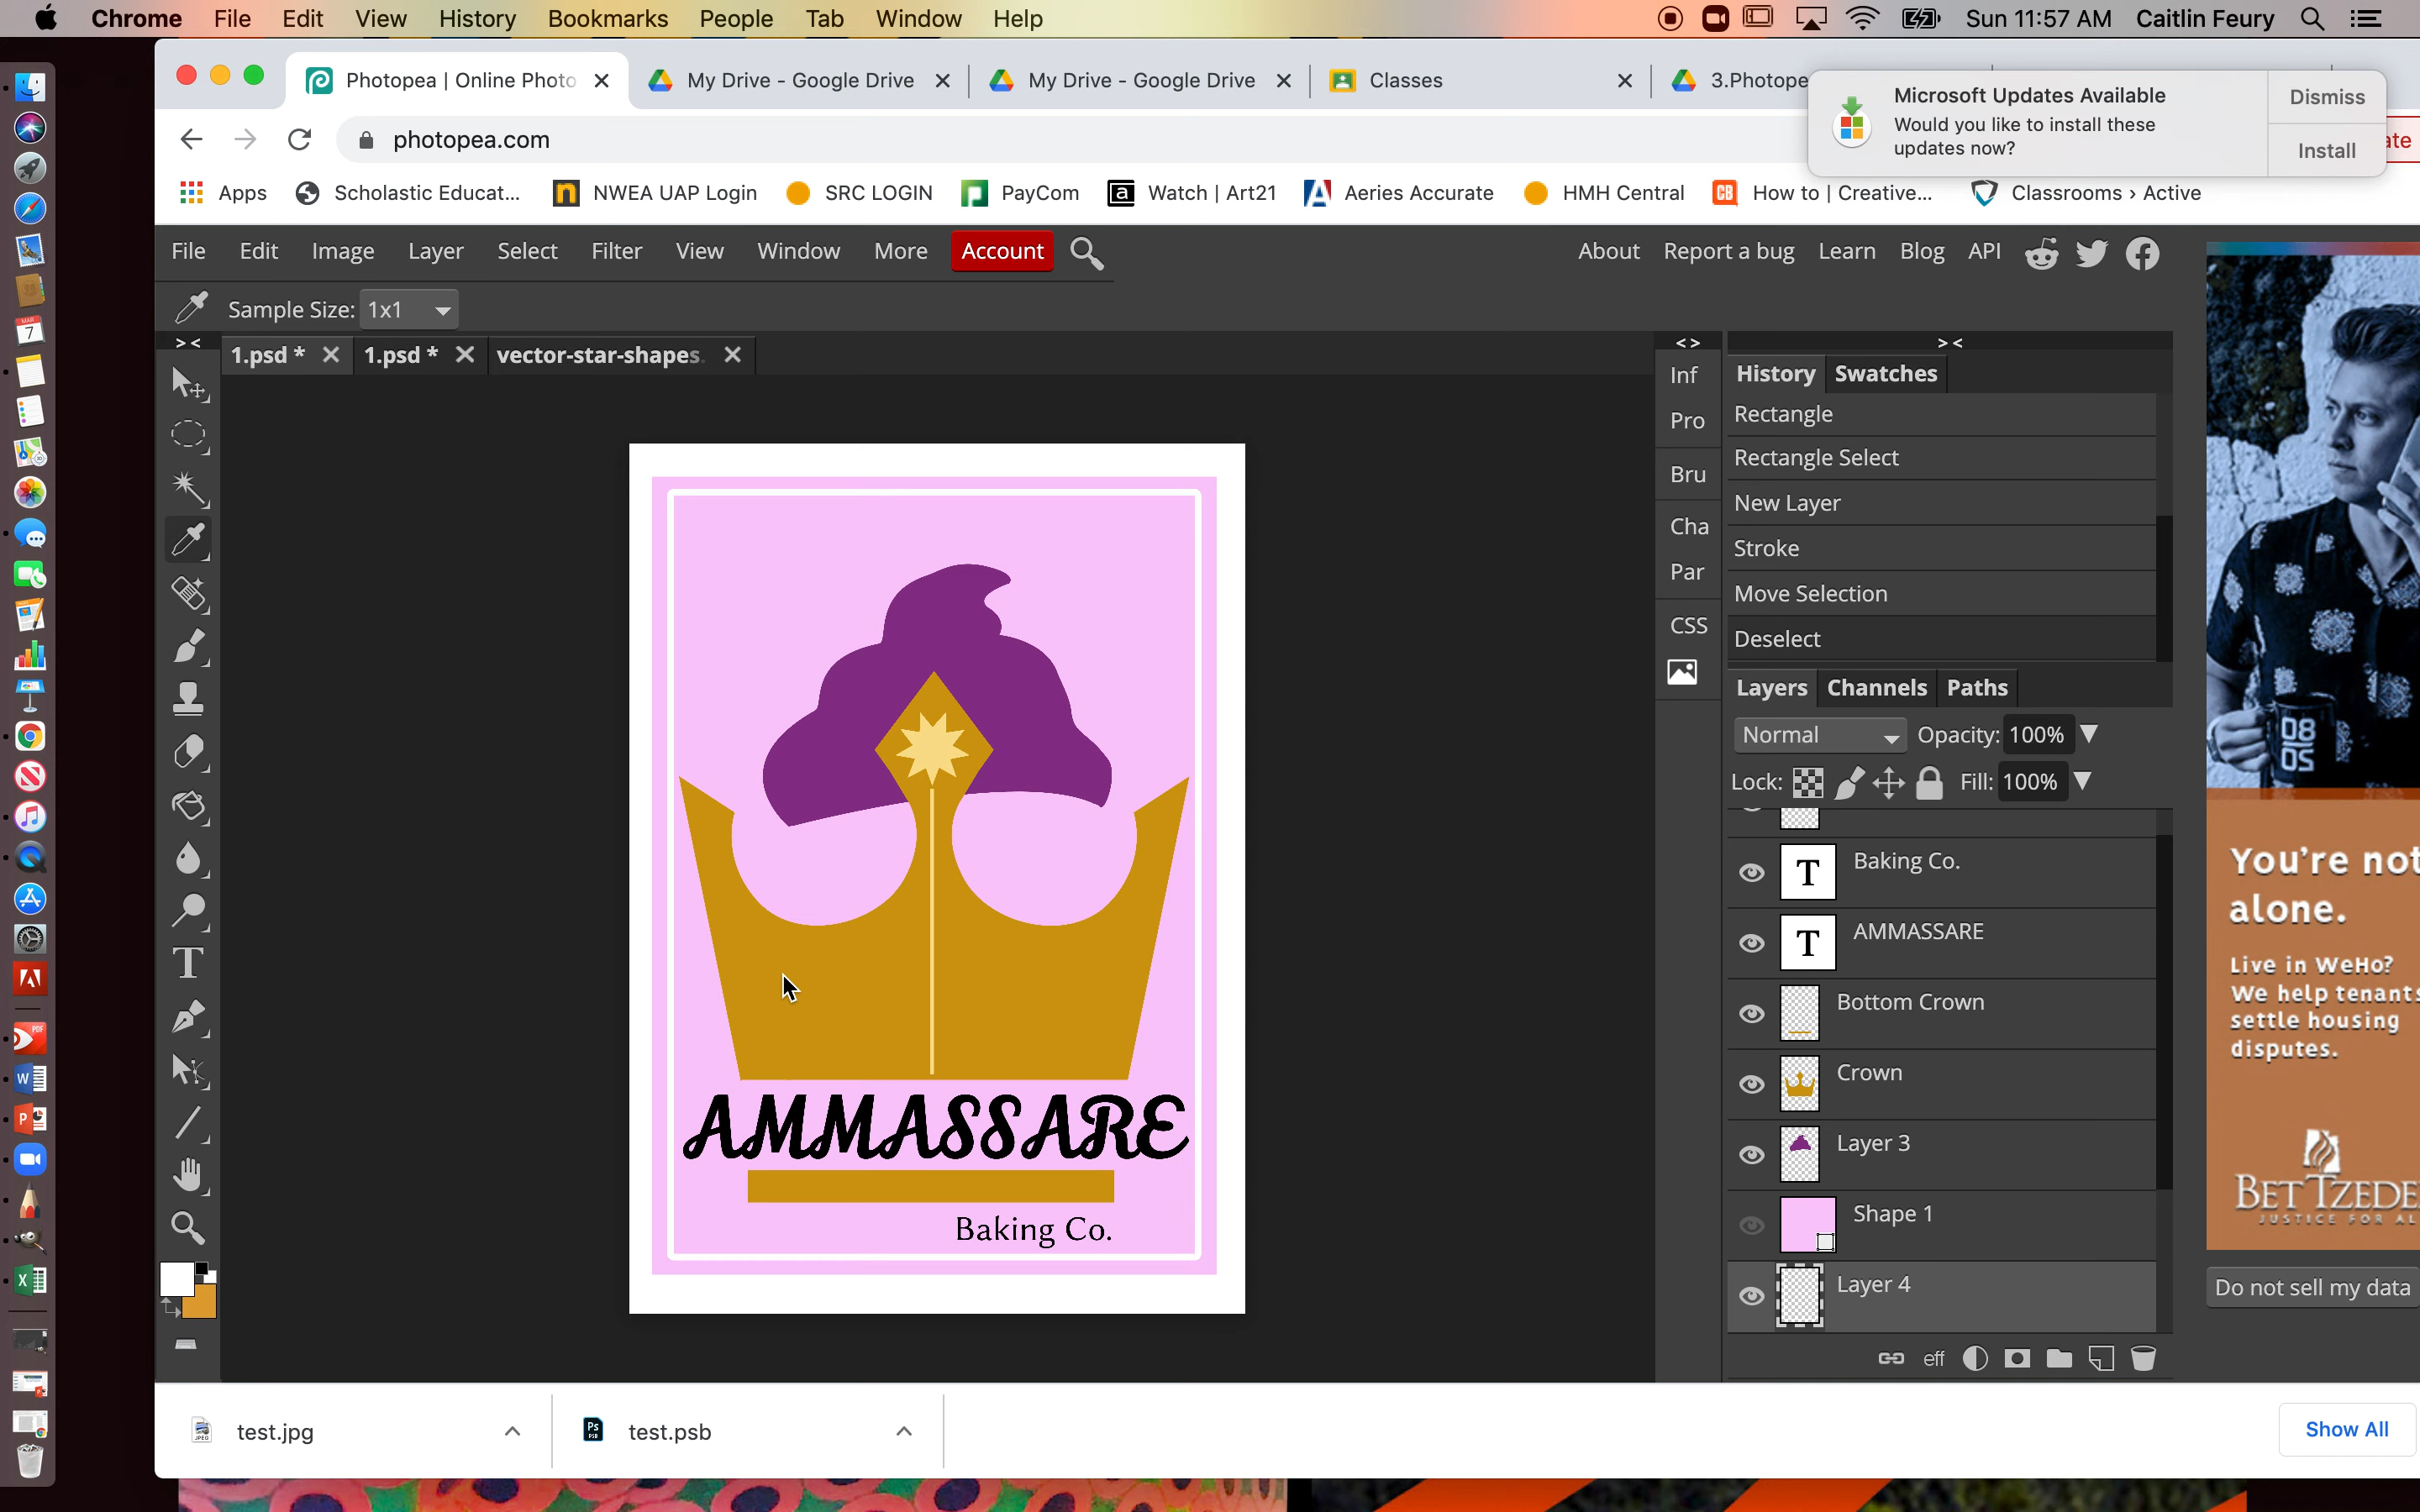 Chrome File Edit View History Bookmarks People Tab Window Help Sun 11:57 AM Caitlin Feury
Photopea | Online Photo My Drive - Google Drive My Drive - Google Drive Classes 3.Photope
Microsoft Updates Available
Would you like to install these
updates now?
Dismiss
Install
photopea.com
Apps Scholastic Educat... NWEA UAP Login SRC LOGIN PayCom Watch | Art21 Aeries Accurate HMH Central How to | Creative... Classrooms › Active
File Edit Image Layer Select Filter View Window More Account About Report a bug Learn Blog API
Sample Size: 1x1
1.psd * 1.psd * vector-star-shapes.
Inf
Pro
Bru
Cha
Par
CSS
History Swatches
Rectangle
Rectangle Select
New Layer
Stroke
Move Selection
Deselect
Layers Channels Paths
Normal Opacity: 100%
Lock: Fill: 100%
Baking Co.
AMMASSARE
Bottom Crown
Crown
Layer 3
Shape 1
Layer 4
eff
AMMASSARE
Baking Co.
08
05
You're not
alone.
Live in WeHo?
We help tenants
settle housing
disputes.
BET TZEDE
JUSTICE FOR AL
Do not sell my data
test.jpg test.psb Show All